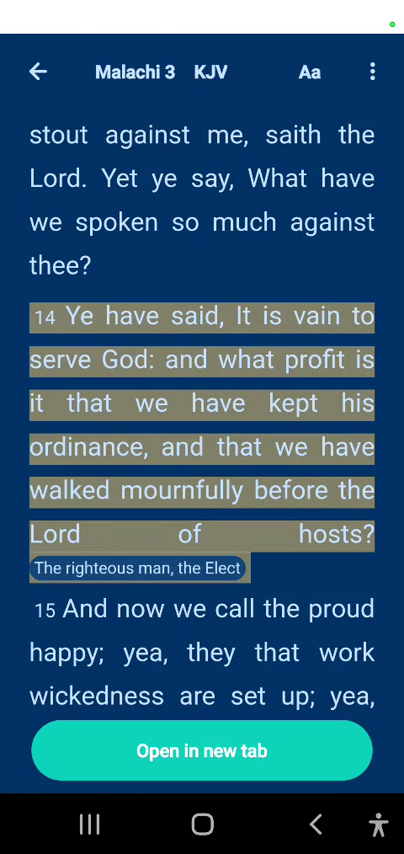 Malachi 3 KJV Aa
stout against me, saith the
Lord. Yet ye say, What have
we spoken so much against
thee?
14 Ye have said, It is vain to
serve God: and what profit is
it that we have kept his
ordinance, and that we have
walked mournfully before the
Lord of hosts?
The righteous man, the Elect
15 And now we call the proud
happy; yea, they that work
wickedness are set up; yea,
Open in new tab